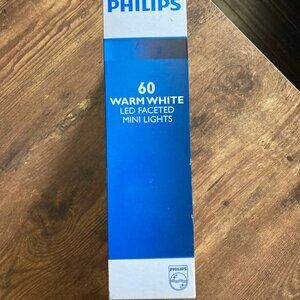 PHILIPS
60
WARM WHITE
LED FACETED
MINI LIGHTS
PHILIPS